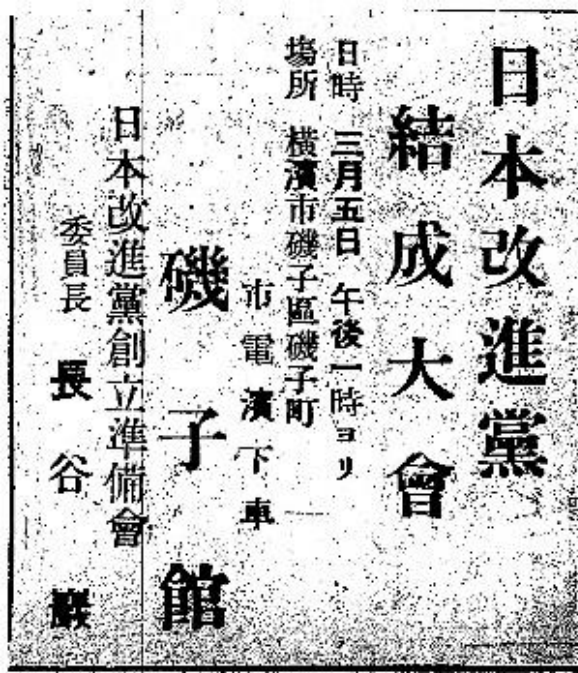 日本改進黨
結成大會
日時 三月五日 午後一時ヨリ
場所 橫濱市磯子區磯子町
市電濱下車
磯子館
日本改進黨創立準備會
委員長 長谷